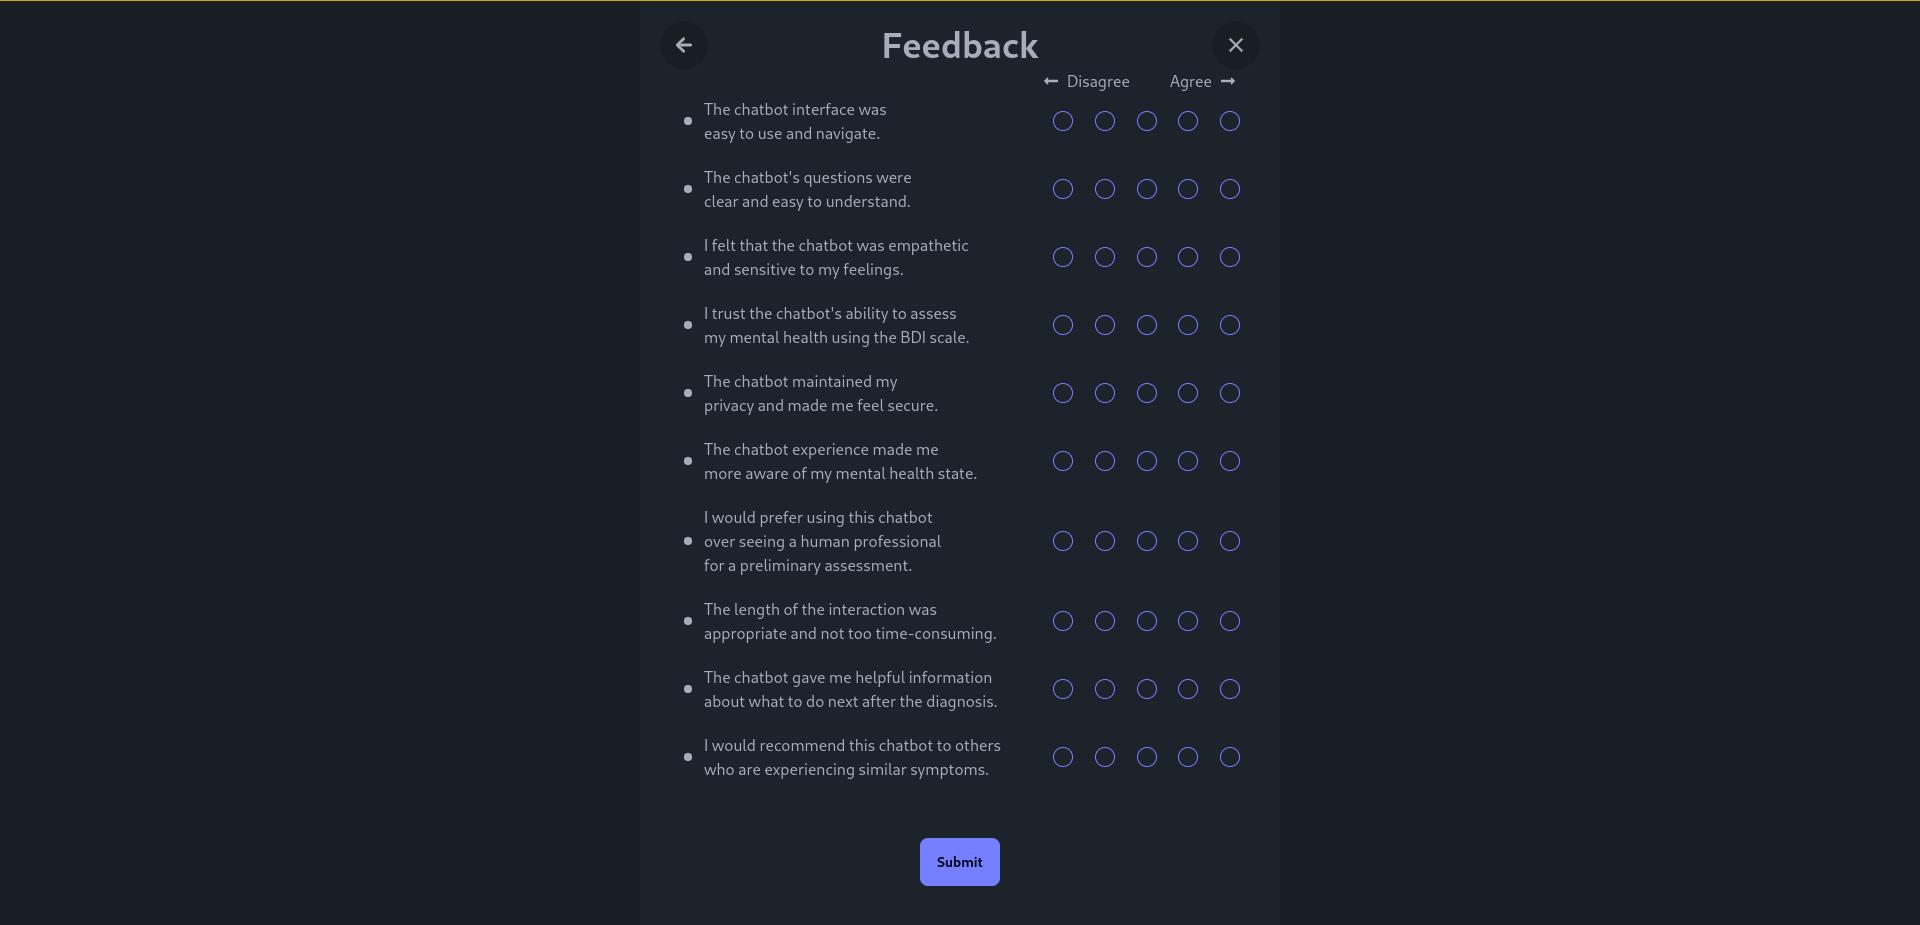 Feedback
Disagree Agree
The chatbot interface was
easy to use and navigate.
The chatbot's questions were
clear and easy to understand.
I felt that the chatbot was empathetic
and sensitive to my feelings.
I trust the chatbot's ability to assess
my mental health using the BDI scale.
The chatbot maintained my
privacy and made me feel secure.
The chatbot experience made me
more aware of my mental health state.
I would prefer using this chatbot
over seeing a human professional
for a preliminary assessment.
The length of the interaction was
appropriate and not too time-consuming.
The chatbot gave me helpful information
about what to do next after the diagnosis.
I would recommend this chatbot to others
who are experiencing similar symptoms.
Submit